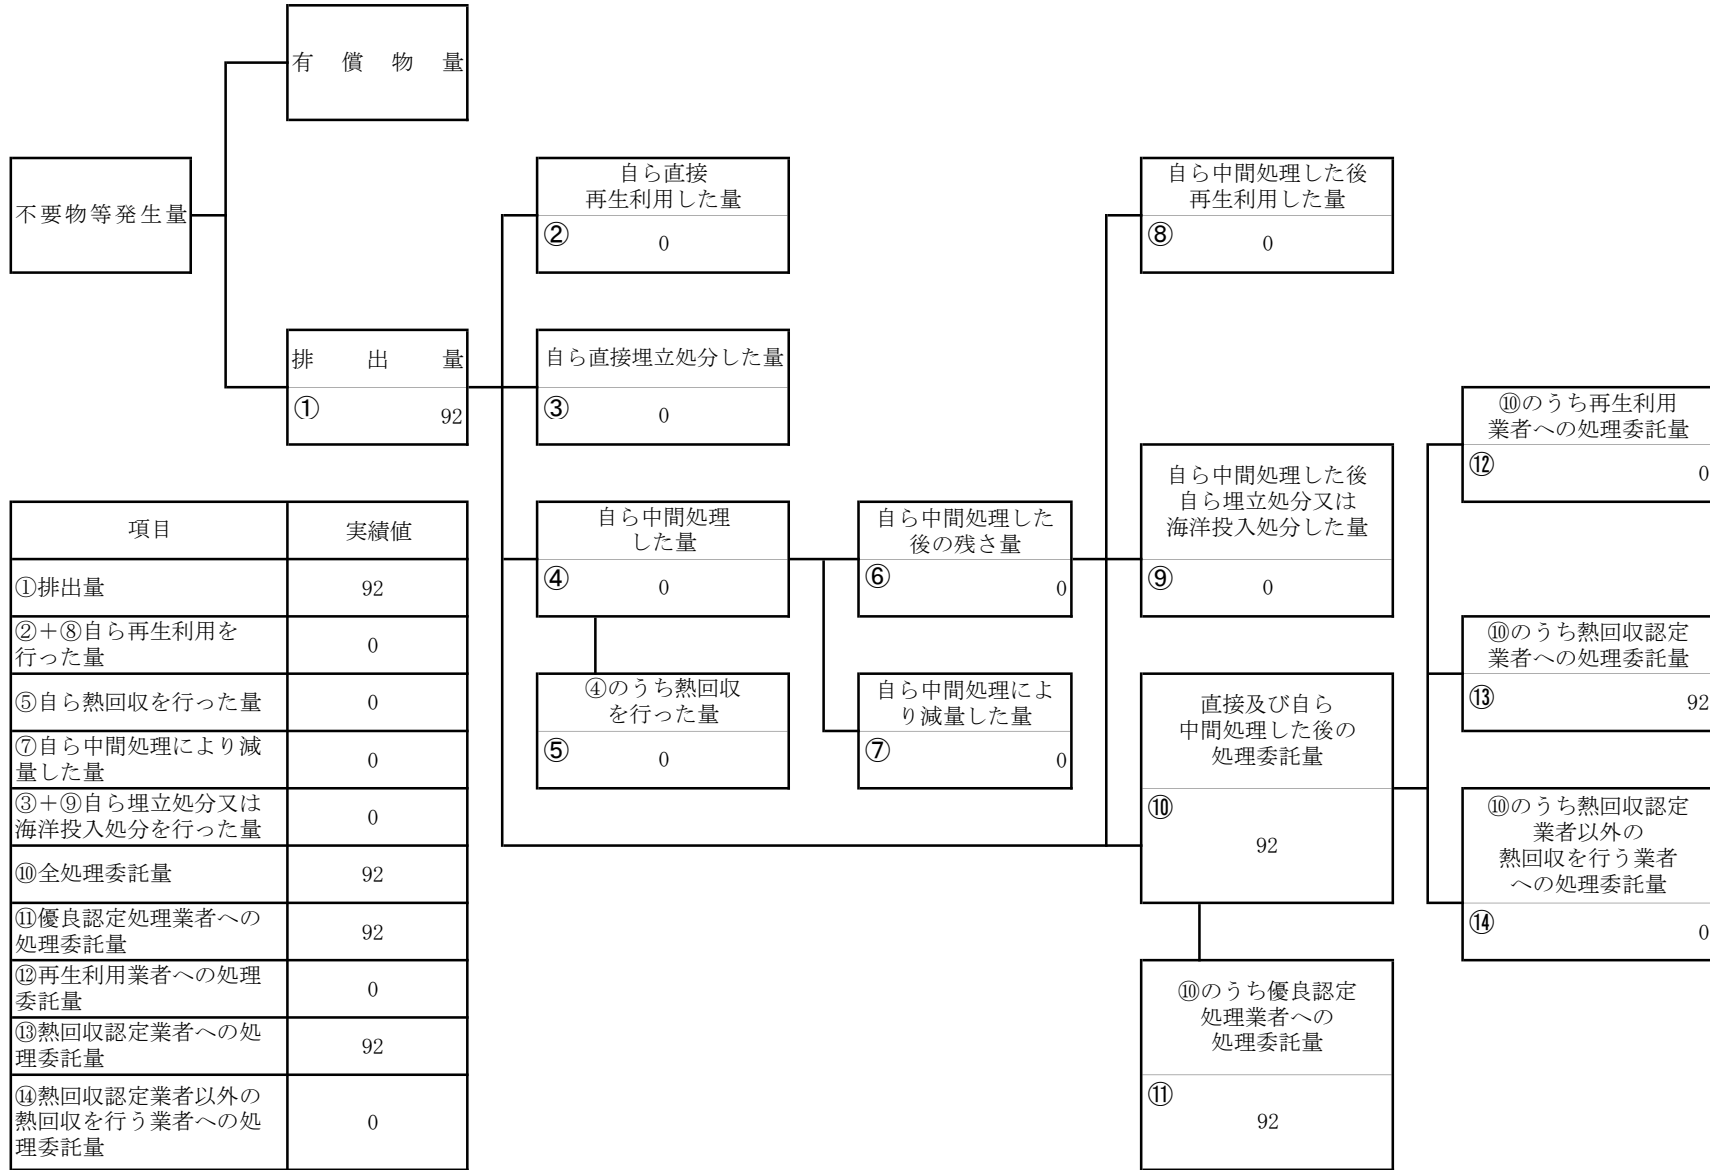 有償物量
不要物等発生量
排出量
①
92
自ら直接
再生利用した量
②
0
自ら直接埋立処分した量
③
0
自ら中間処理
した量
④
0
④のうち熱回収
を行った量
⑤
0
自ら中間処理した
後の残さ量
⑥
0
自ら中間処理によ
り減量した量
⑦
0
自ら中間処理した後
再生利用した量
⑧
0
自ら中間処理した後
自ら埋立処分又は
海洋投入処分した量
⑨
0
直接及び自ら
中間処理した後の
処理委託量
⑩
92
⑩のうち優良認定
処理業者への
処理委託量
⑪
92
⑩のうち再生利用
業者への処理委託量
⑫
0
⑩のうち熱回収認定
業者への処理委託量
⑬
92
⑩のうち熱回収認定
業者以外の
熱回収を行う業者
への処理委託量
⑭
0
項目 実績値
①排出量 92
②＋⑧自ら再生利用を
行った量
0
⑤自ら熱回収を行った量 0
⑦自ら中間処理により減
量した量
0
③＋⑨自ら埋立処分又は
海洋投入処分を行った量
0
⑩全処理委託量 92
⑪優良認定処理業者への
処理委託量
92
⑫再生利用業者への処理
委託量
0
⑬熱回収認定業者への処
理委託量
92
⑭熱回収認定業者以外の
熱回収を行う業者への処
理委託量
0